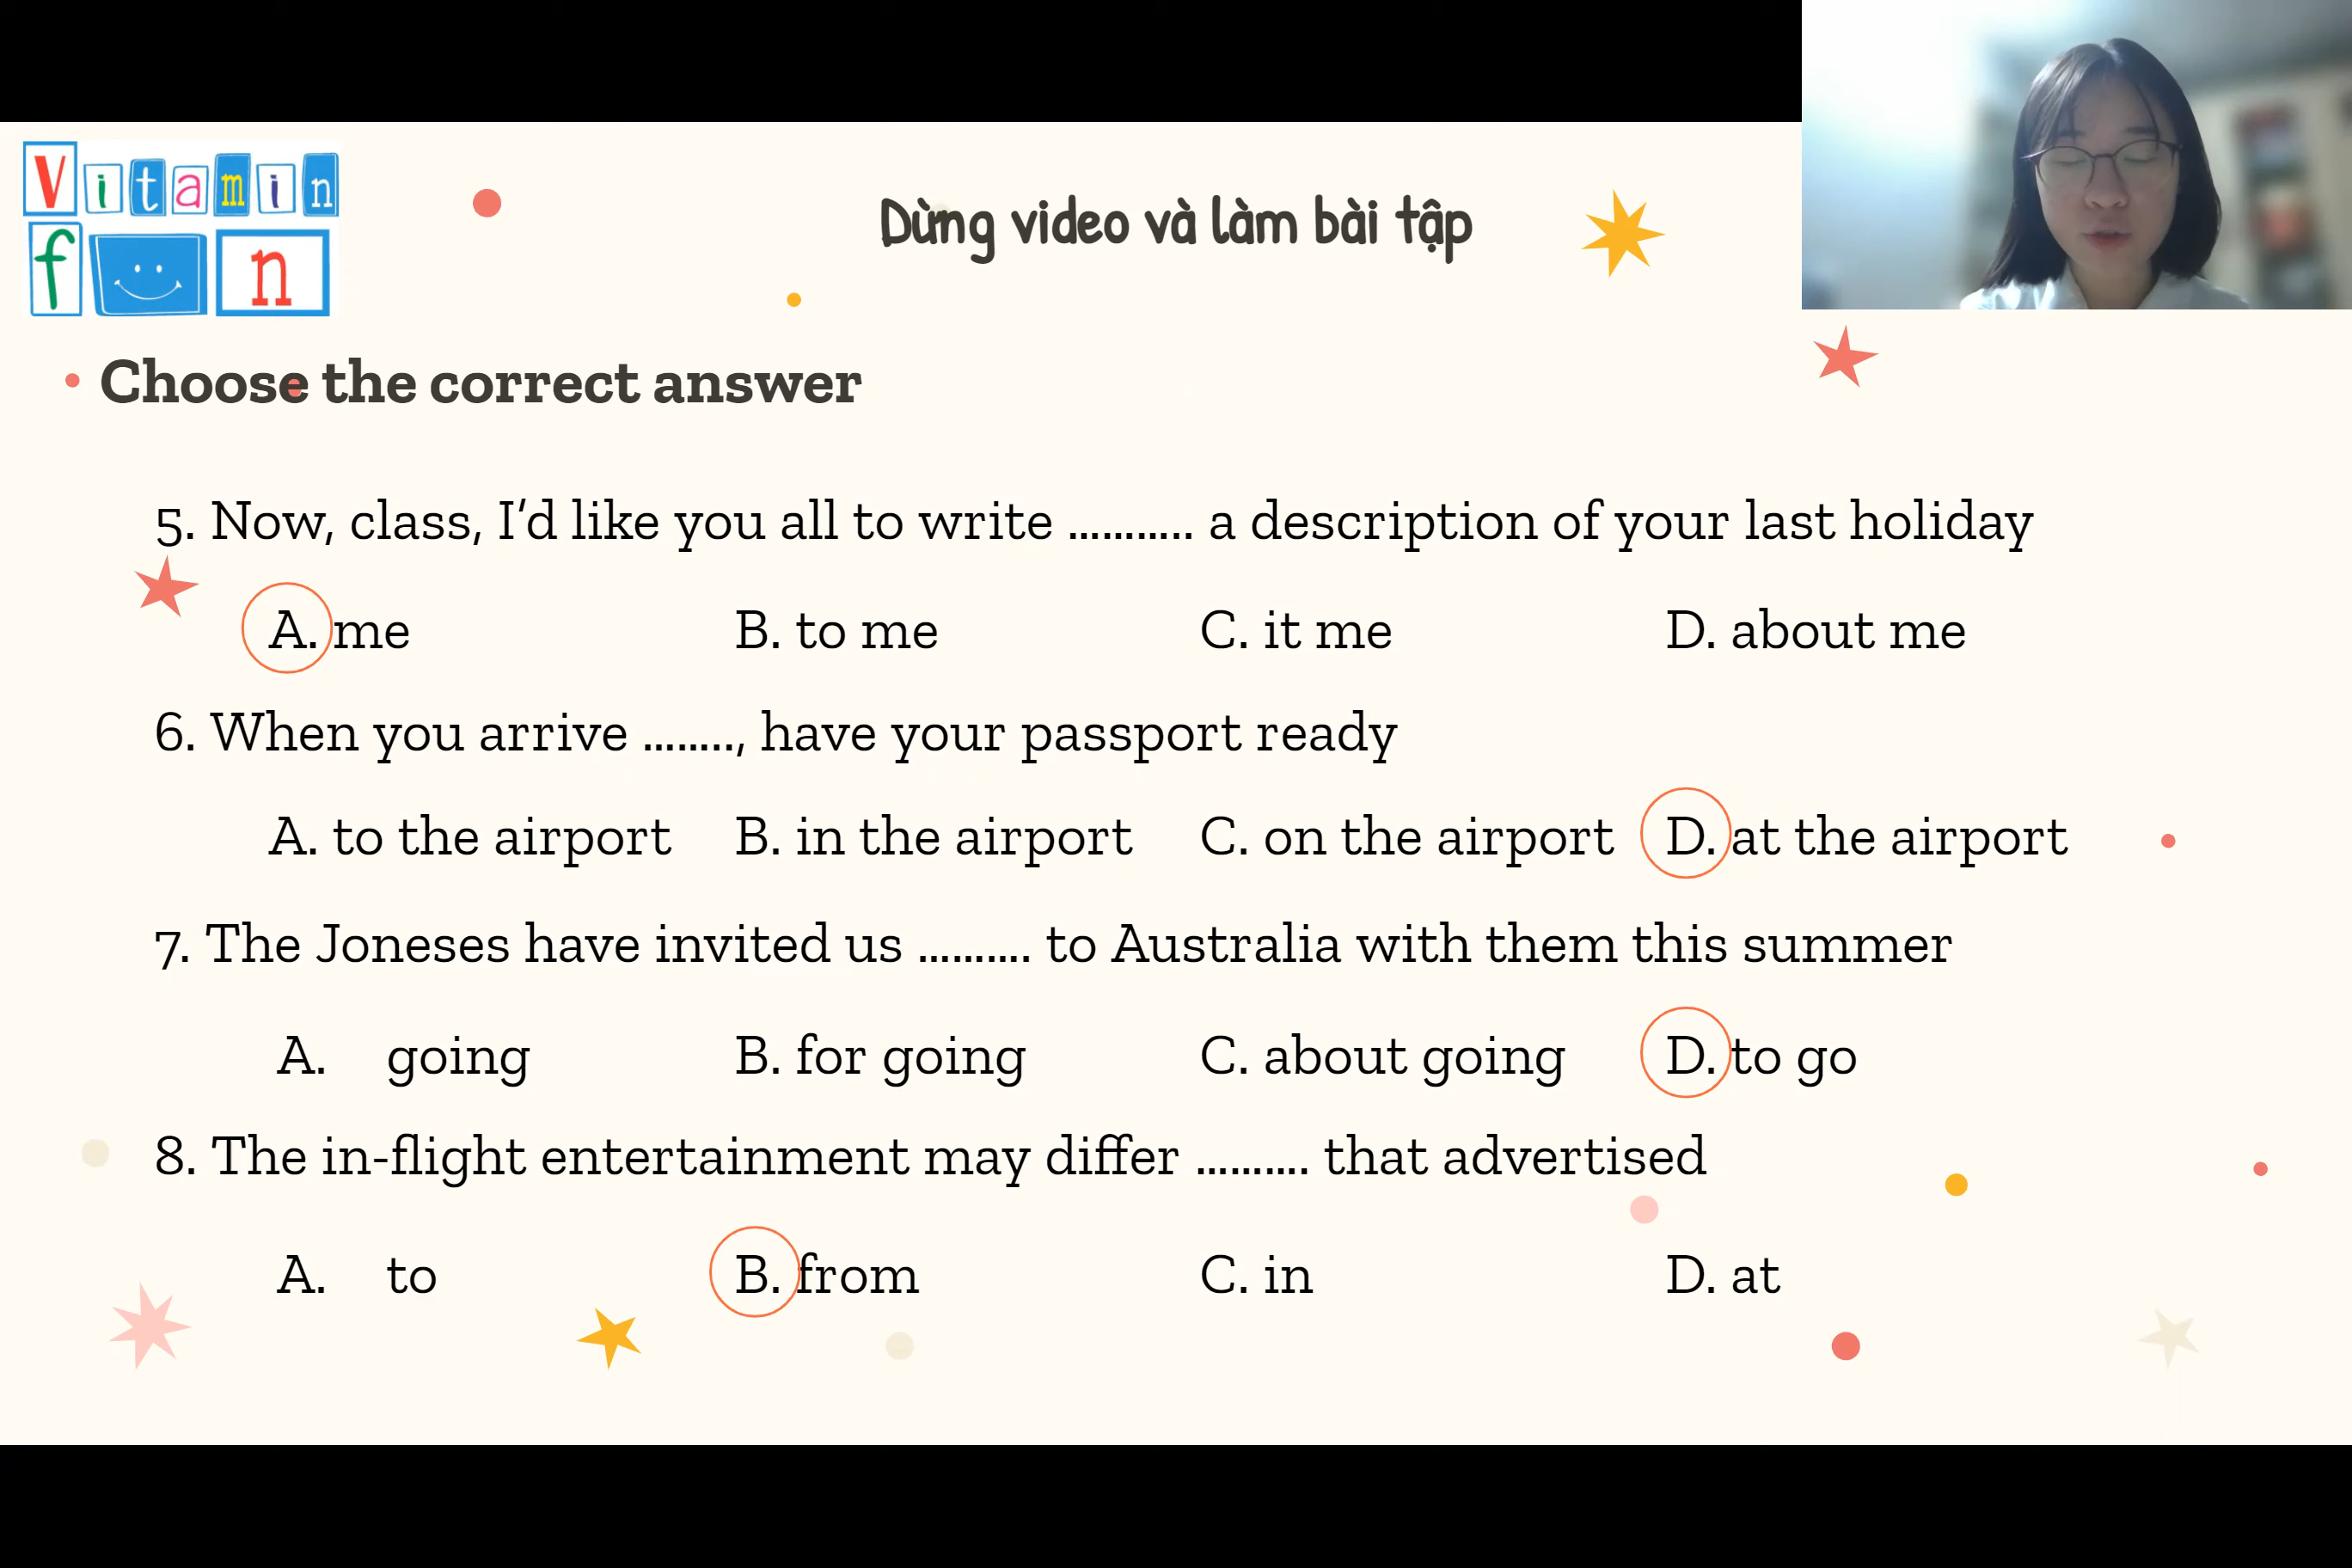 Vitamin
fun
Dừng video và làm bài tập
• Choose the correct answer
5. Now, class, I'd like you all to write ........... a description of your last holiday
A. me B. to me C. it me D. about me
6. When you arrive ........, have your passport ready
A. to the airport B. in the airport C. on the airport D. at the airport
7. The Joneses have invited us .......... to Australia with them this summer
A. going B. for going C. about going D. to go
8. The in-flight entertainment may differ .......... that advertised
A. to B. from C. in D. at